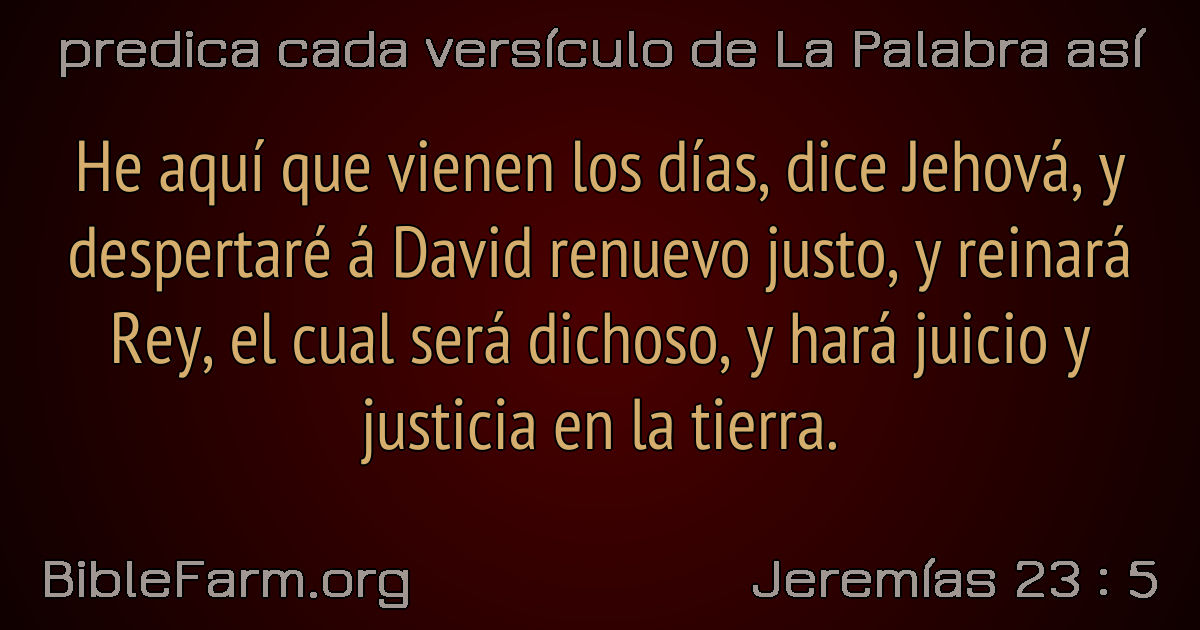 predica cada versículo de La Palabra así
He aquí que vienen los días, dice Jehová, y
despertaré á David renuevo justo, y reinará
Rey, el cual será dichoso, y hará juicio y
justicia en la tierra.
BibleFarm.org
Jeremías 23 : 5